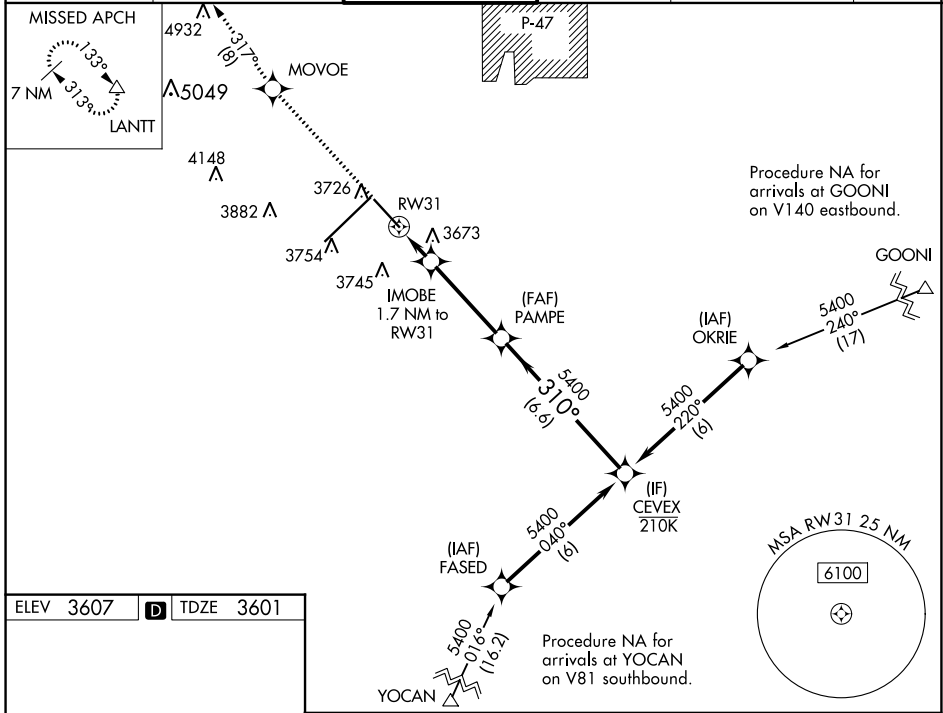 MISSED APCH
133°
7 NM
313°
LANTT
4932
317°
(8)
MOVOE
5049
P-47
4148
3882
3726
RW31
3673
3754
3745
IMOBE
1.7 NM to
RW31
(FAF)
PAMPE
Procedure NA for
arrivals at GOONI
on V140 eastbound.
GOONI
5400
240°
(17)
(IAF)
OKRIE
5400
220°
(6)
5400
310°
(6.6)
(IF)
CEVEX
210K
5400
040°
(6)
(IAF)
FASED
MSA RW31 25 NM
6100
ELEV 3607 D TDZE 3601
5400
016°
(16.2)
YOCAN
Procedure NA for
arrivals at YOCAN
on V81 southbound.